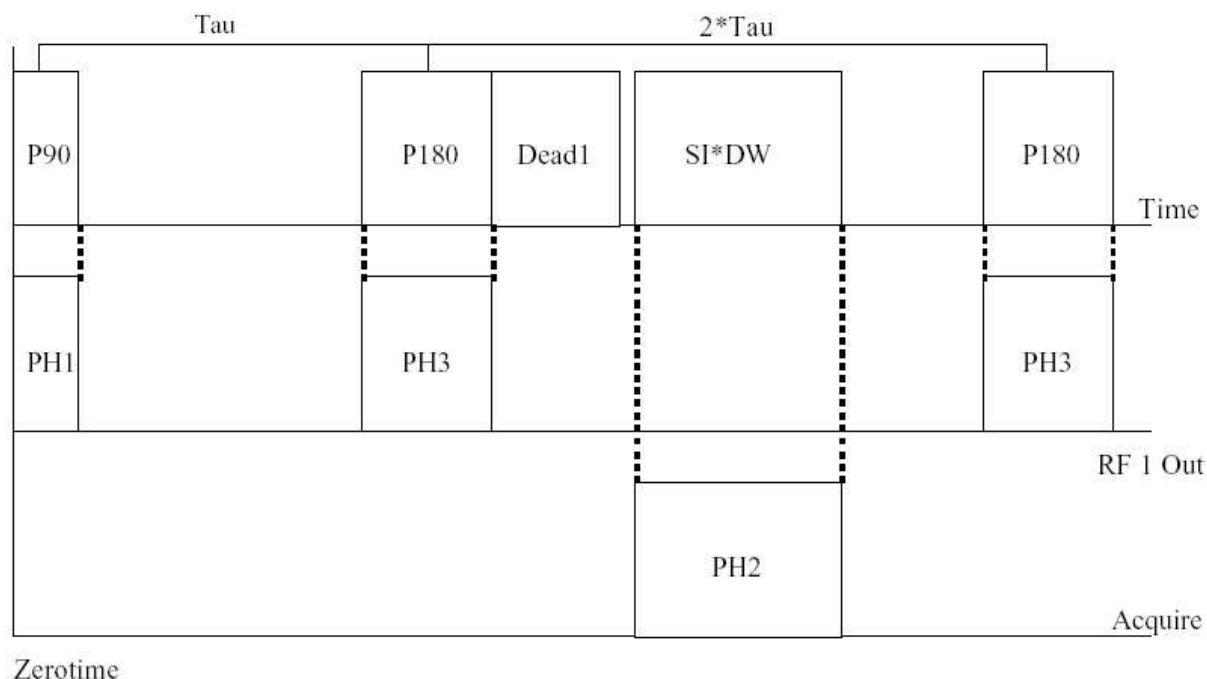 Tau 2*Tau
P90 P180 Dead1 SI*DW P180
Time
PH1 PH3 PH3
RF 1 Out
PH2
Acquire
Zerotime